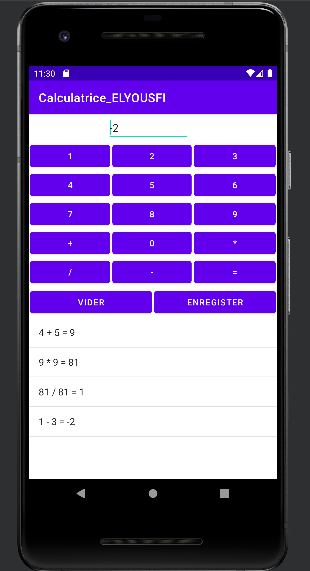 11:30
Calculatrice_ELYOUSFI
-2
1 2 3
4 5 6
7 8 9
+ 0 *
/ - =
VIDER ENREGISTER
4 + 5 = 9
9 * 9 = 81
81 / 81 = 1
1 - 3 = -2